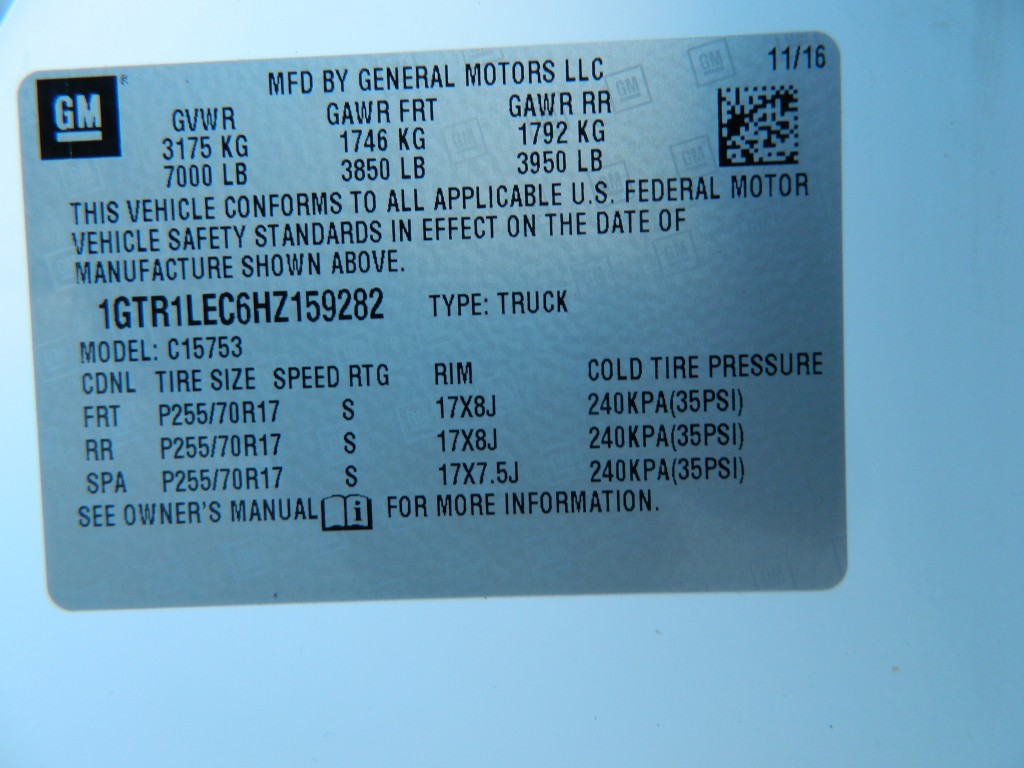 GM ®
MFD BY GENERAL MOTORS LLC 11/16
GVWR GAWR FRT GAWR RR
3175 KG 1746 KG 1792 KG
7000 LB 3850 LB 3950 LB
THIS VEHICLE CONFORMS TO ALL APPLICABLE U.S. FEDERAL MOTOR
VEHICLE SAFETY STANDARDS IN EFFECT ON THE DATE OF
MANUFACTURE SHOWN ABOVE.
1GTR1LEC6HZ159282 TYPE: TRUCK
MODEL: C15753
CDNL TIRE SIZE SPEED RTG RIM COLD TIRE PRESSURE
FRT P255/70R17 S 17X8J 240KPA(35PSI)
RR P255/70R17 S 17X8J 240KPA(35PSI)
SPA P255/70R17 S 17X7.5J 240KPA(35PSI)
SEE OWNER'S MANUAL i FOR MORE INFORMATION.